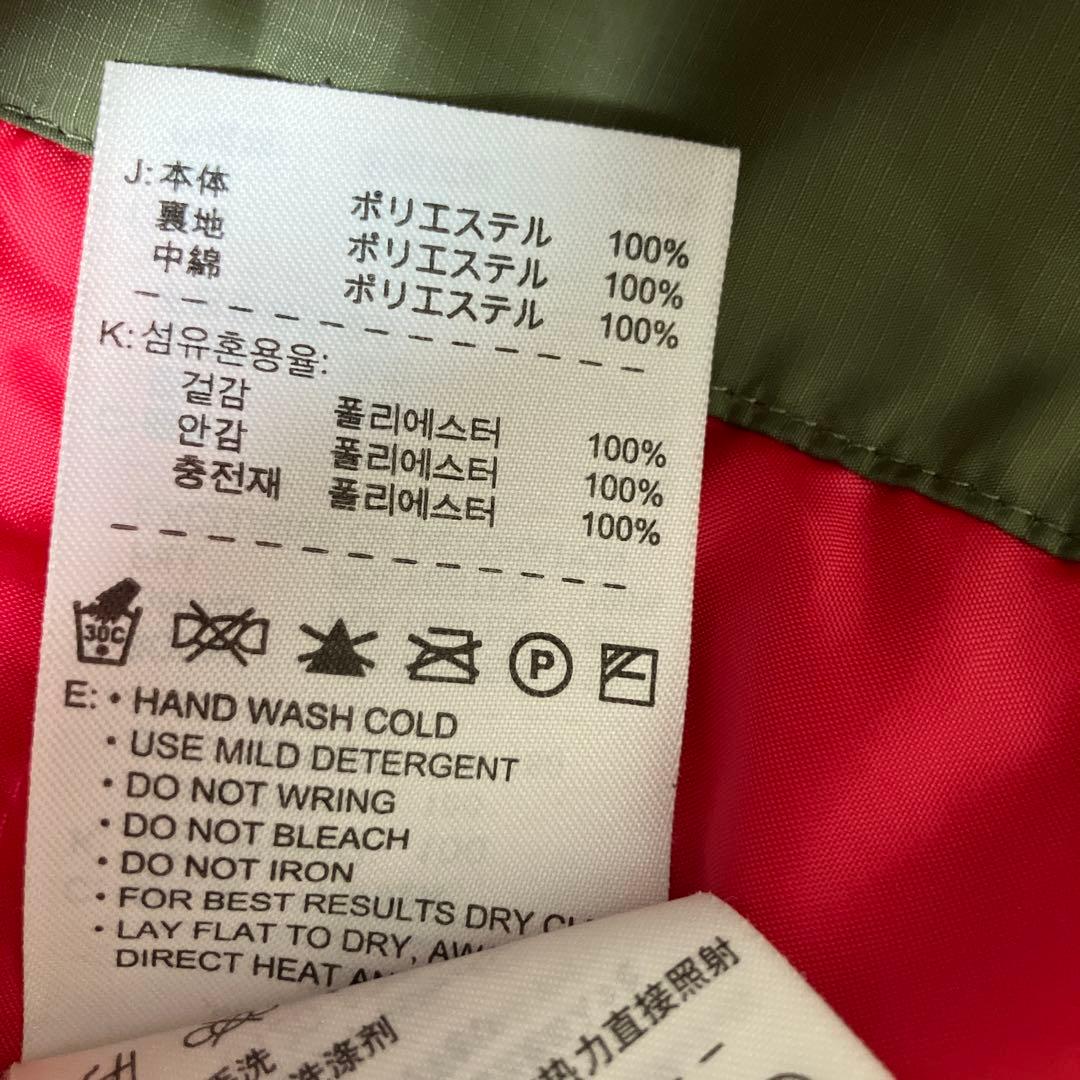 J: 本体 ポリエステル 100%
裏地 ポリエステル 100%
中綿 ポリエステル 100%
K: 섬유혼용율:
겉감 폴리에스터 100%
안감 폴리에스터 100%
충전재 폴리에스터 100%
30C
P
E: • HAND WASH COLD
• USE MILD DETERGENT
• DO NOT WRING
• DO NOT BLEACH
• DO NOT IRON
• FOR BEST RESULTS DRY
• LAY FLAT TO DRY,
DIRECT HEAT
热力直接照射
洗涤剂